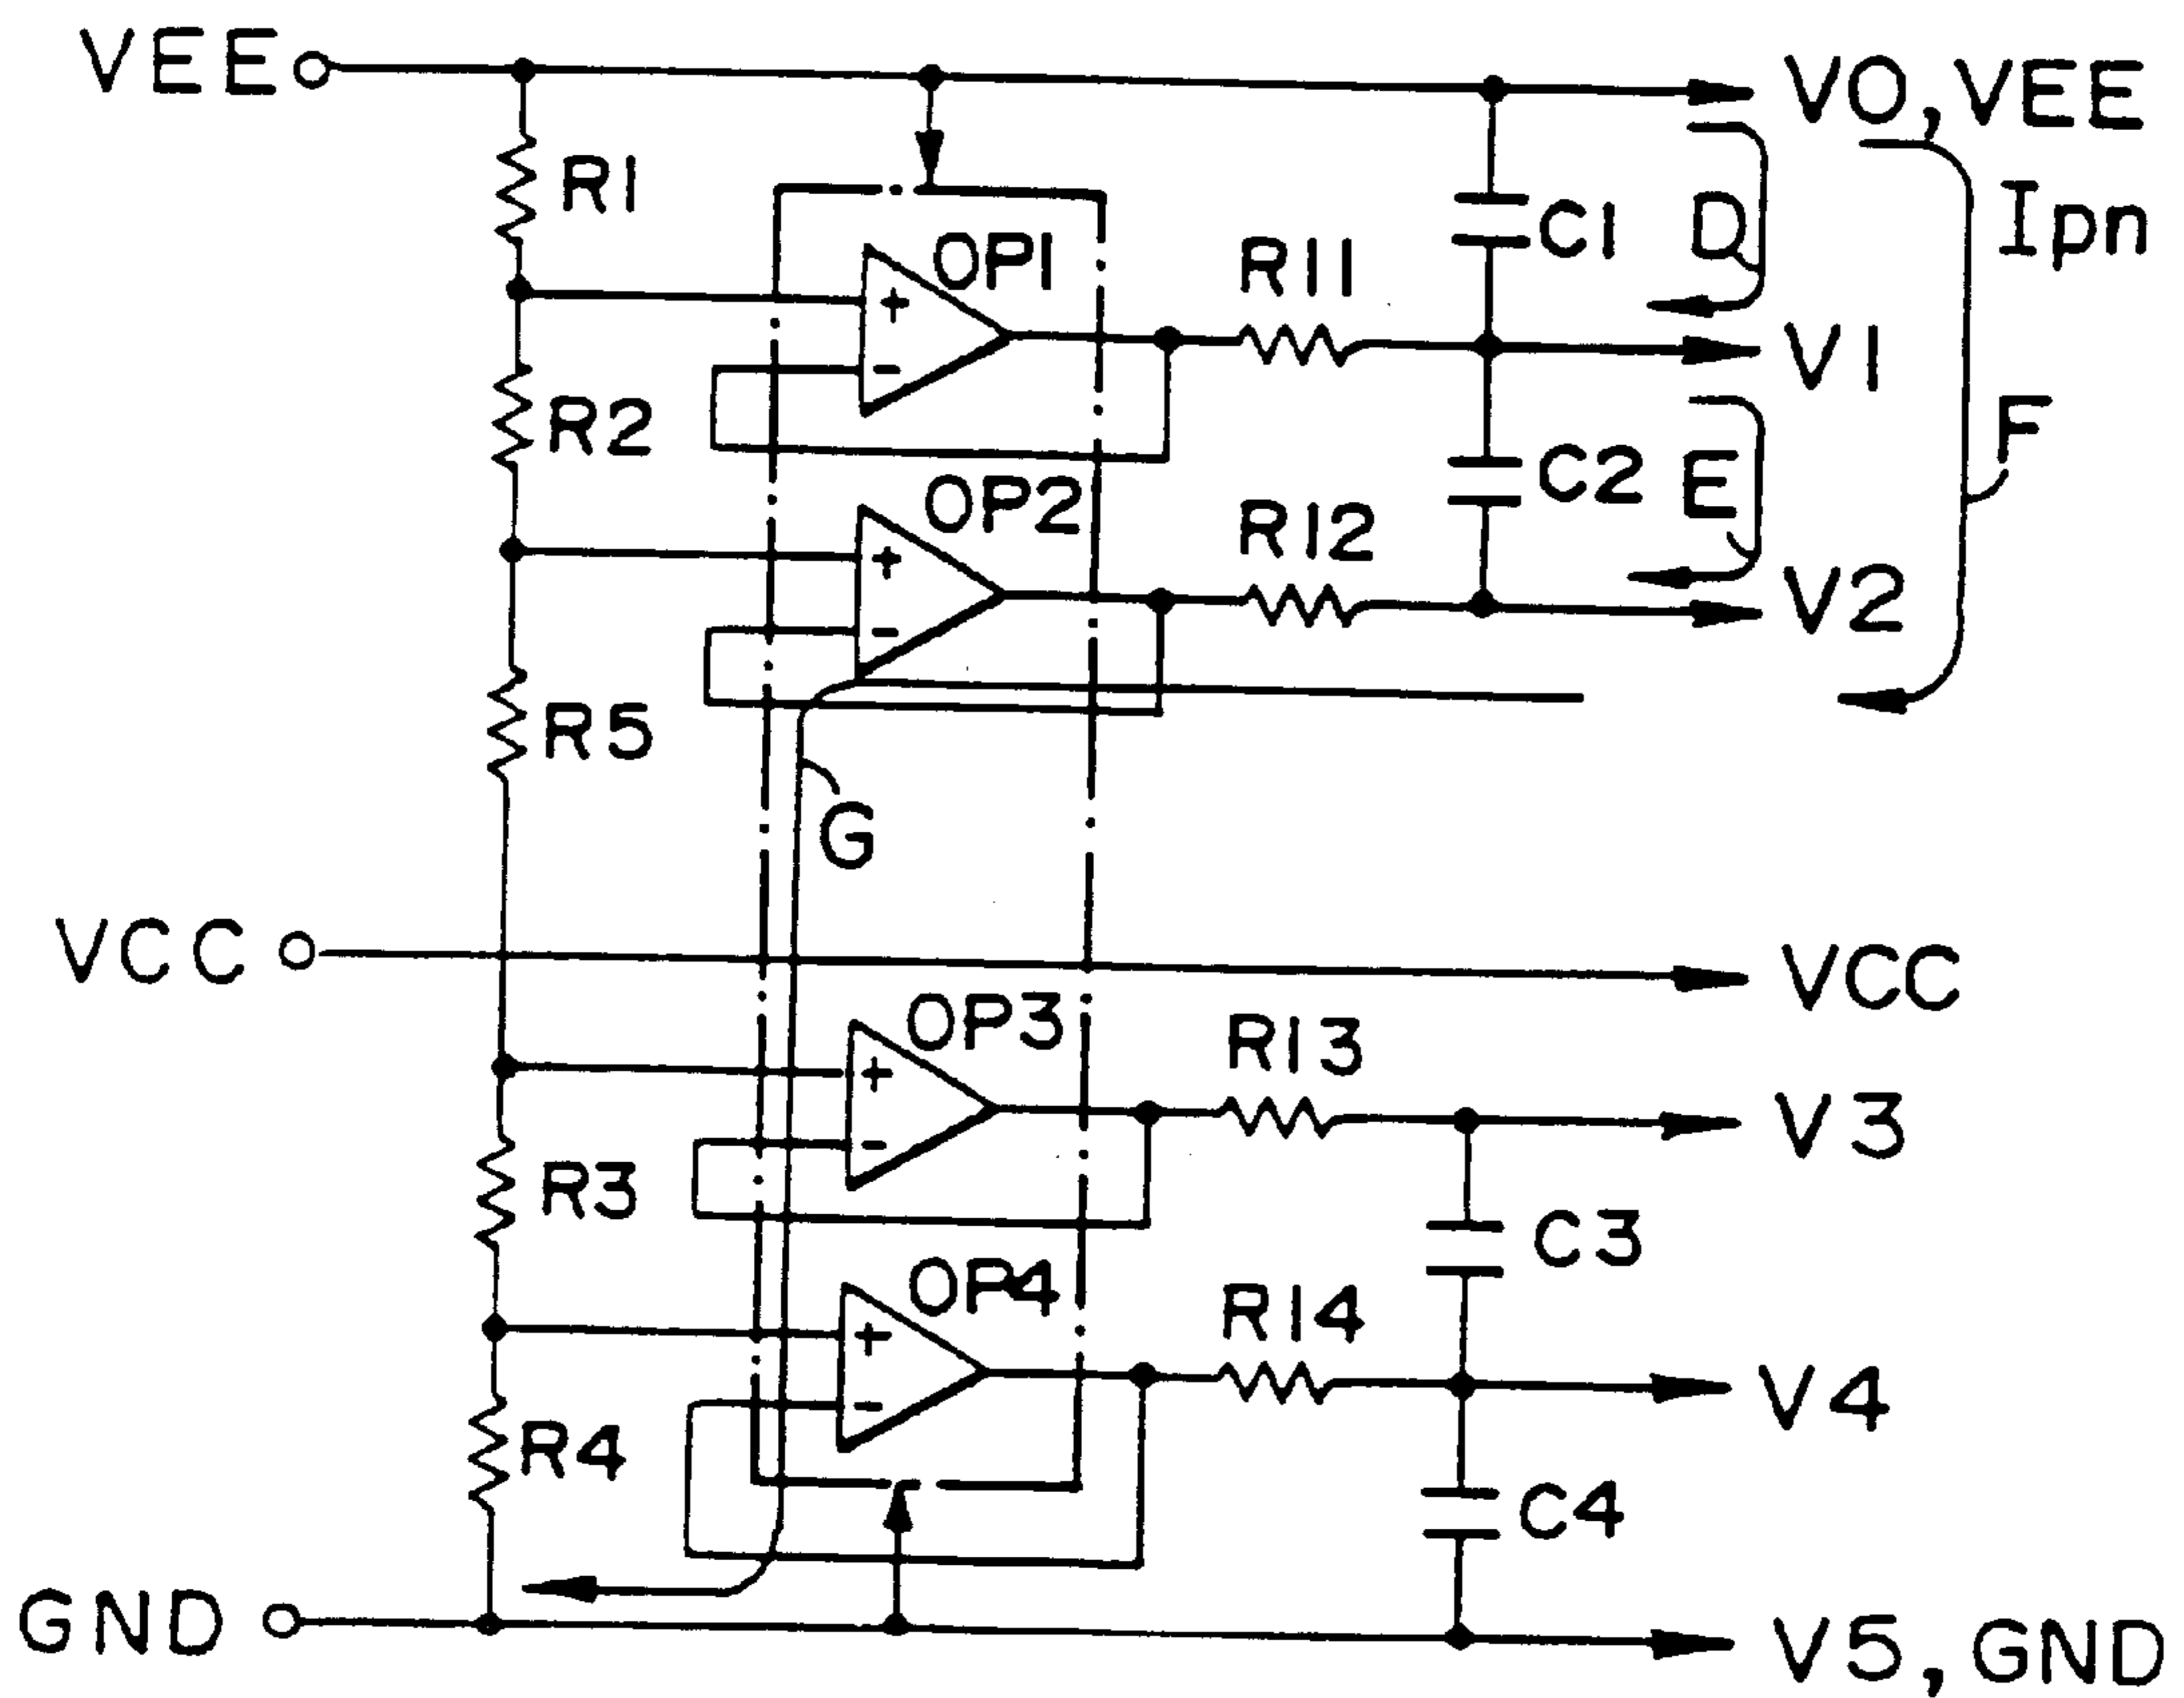 VEE
V0,VEE
R1
C1
D
Ipn
OP1
R11
+
-
V1
R2
C2
E
F
OP2
R12
+
-
V2
R5
G
VCC
VCC
OP3
R13
+
-
V3
R3
C3
OP4
R14
+
-
V4
R4
C4
GND
V5,GND